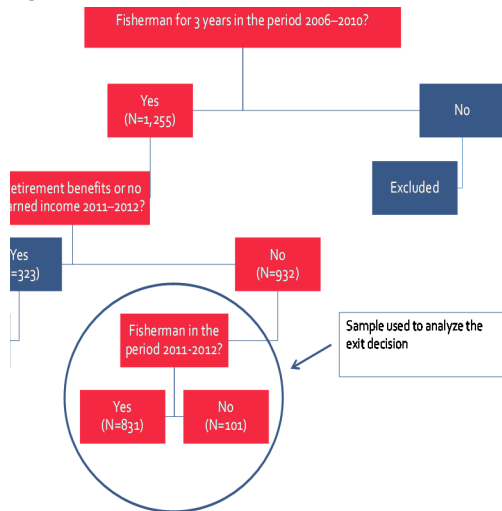 Fisherman for 3 years in the period 2006–2010?
Yes
(N=1,255)
No
Excluded
etirement benefits or no
arned income 2011–2012?
Yes
=323)
No
(N=932)
Fisherman in the
period 2011-2012?
Yes
(N=831)
No
(N=101)
Sample used to analyze the
exit decision